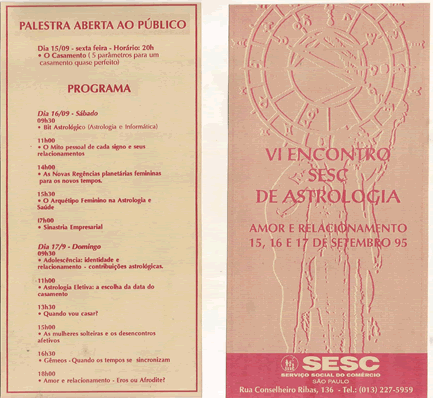 PALESTRA ABERTA AO PÚBLICO
Dia 15/09 - sexta feira - Horário: 20h
• O Casamento ( 5 parâmetros para um
casamento quase perfeito)
PROGRAMA
Dia 16/09 - Sábado
09h30
• Bit Astrológico (Astrologia e Informática)
11h00
• O Mito pessoal de cada signo e seus
relacionamentos
14h00
• As Novas Regências planetárias femininas
para os novos tempos.
15h30
• O Arquétipo Feminino na Astrologia e
Saúde
17h00
• Sinastria Empresarial
Dia 17/9 - Domingo
09h30
• Adolescência: identidade e
relacionamento - contribuições astrológicas.
11h00
• Astrologia Eletiva: a escolha da data do
casamento
13h30
• Quando vou casar?
15h00
• As mulheres solteiras e os desencontros
afetivos
16h30
• Gêmeos - Quando os tempos se sincronizam
18h00
• Amor e relacionamento - Eros ou Afrodite?
VI ENCONTRO
SESC
DE ASTROLOGIA
AMOR E RELACIONAMENTO
15, 16 E 17 DE SETEMBRO 95
SESC
SERVIÇO SOCIAL DO COMÉRCIO
SÃO PAULO
Rua Conselheiro Ribas, 136 - Tel.: (013) 227-5959